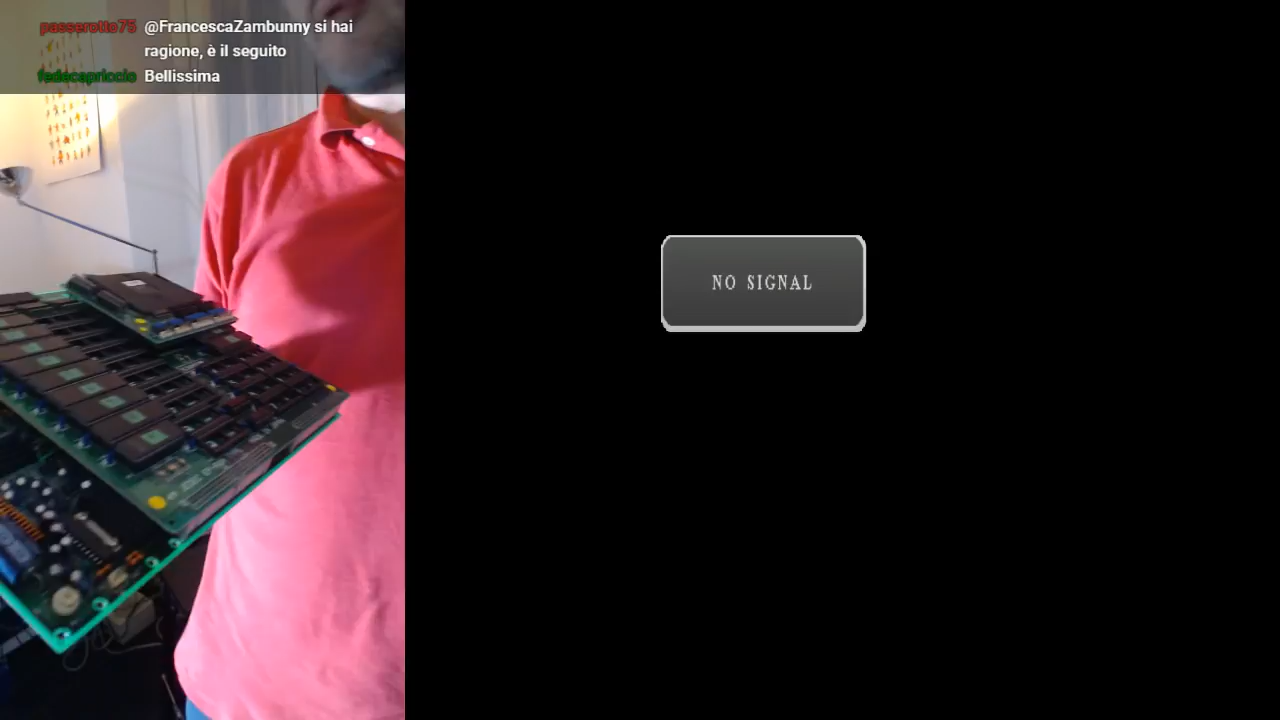 passerotto75 @FrancescaZambunny si hai
ragione, è il seguito
fedecapriccio Bellissima
NO SIGNAL